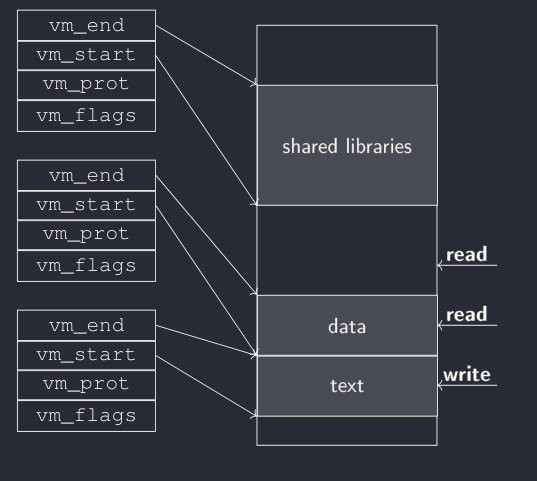 vm_end
vm_start
vm_prot
vm_flags
shared libraries
vm_end
vm_start
vm_prot
vm_flags
read
data
read
vm_end
vm_start
vm_prot
vm_flags
text
write